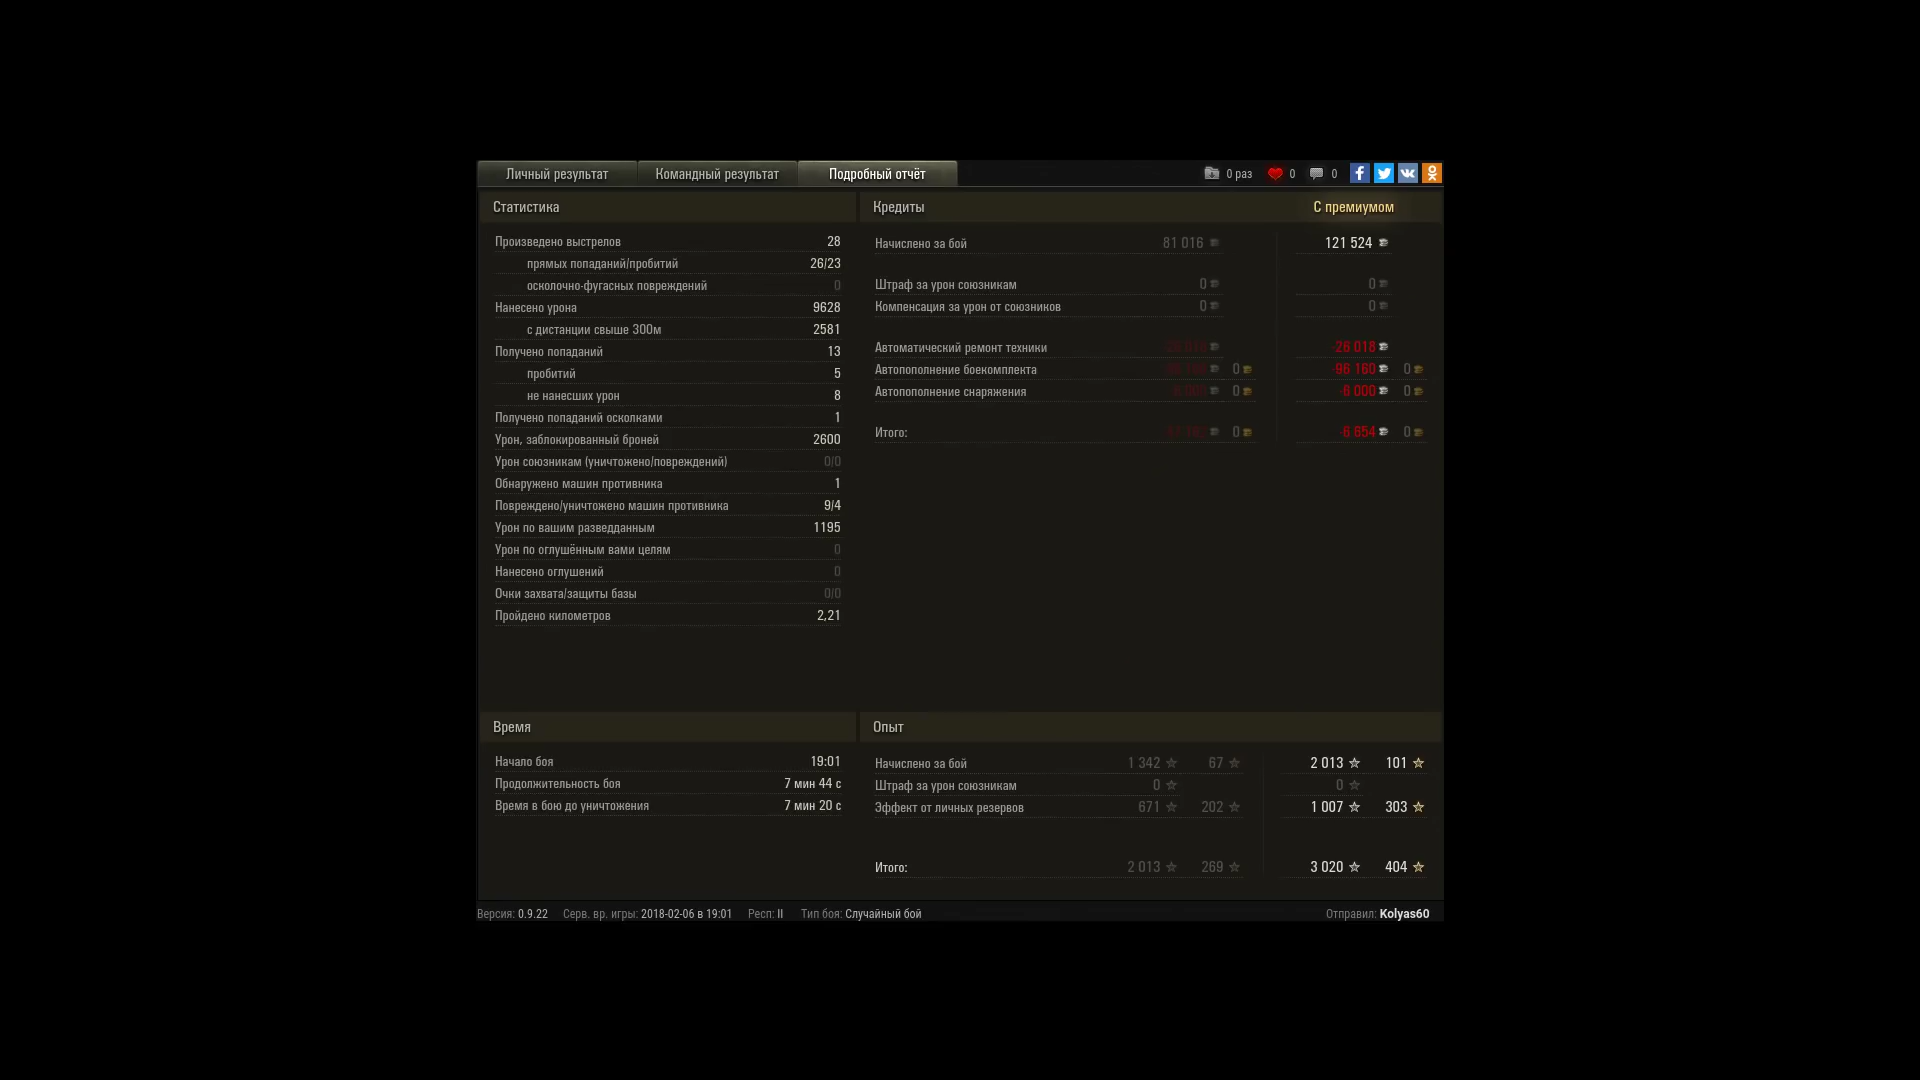 Личный результат Командный результат Подробный отчёт 0 раз 0 0
Статистика
Произведено выстрелов 28
прямых попаданий/пробитий 26/23
осколочно-фугасных повреждений 0
Нанесено урона 9628
с дистанции свыше 300м 2581
Получено попаданий 13
пробитий 5
не нанесших урон 8
Получено попаданий осколками 1
Урон, заблокированный броней 2600
Урон союзникам (уничтожено/повреждений) 0/0
Обнаружено машин противника 1
Повреждено/уничтожено машин противника 9/4
Урон по вашим разведданным 1195
Урон по оглушённым вами целям 0
Нанесено оглушений 0
Очки захвата/защиты базы 0/0
Пройдено километров 2,21
Кредиты С премиумом
Начислено за бой 81 016 121 524
Штраф за урон союзникам 0 0
Компенсация за урон от союзников 0 0
Автоматический ремонт техники -26 018
Автопополнение боекомплекта 0 -96 160 0
Автопополнение снаряжения 0 -6 000 0
Итого: 0 -6 654 0
Время
Начало боя 19:01
Продолжительность боя 7 мин 44 с
Время в бою до уничтожения 7 мин 20 с
Опыт
Начислено за бой 1 342 67 2 013 101
Штраф за урон союзникам 0 0
Эффект от личных резервов 671 202 1 007 303
Итого: 2 013 269 3 020 404
Версия: 0.9.22 Серв. вр. игры: 2018-02-06 в 19:01 Респ: II Тип боя: Случайный бой Отправил: Kolyas60